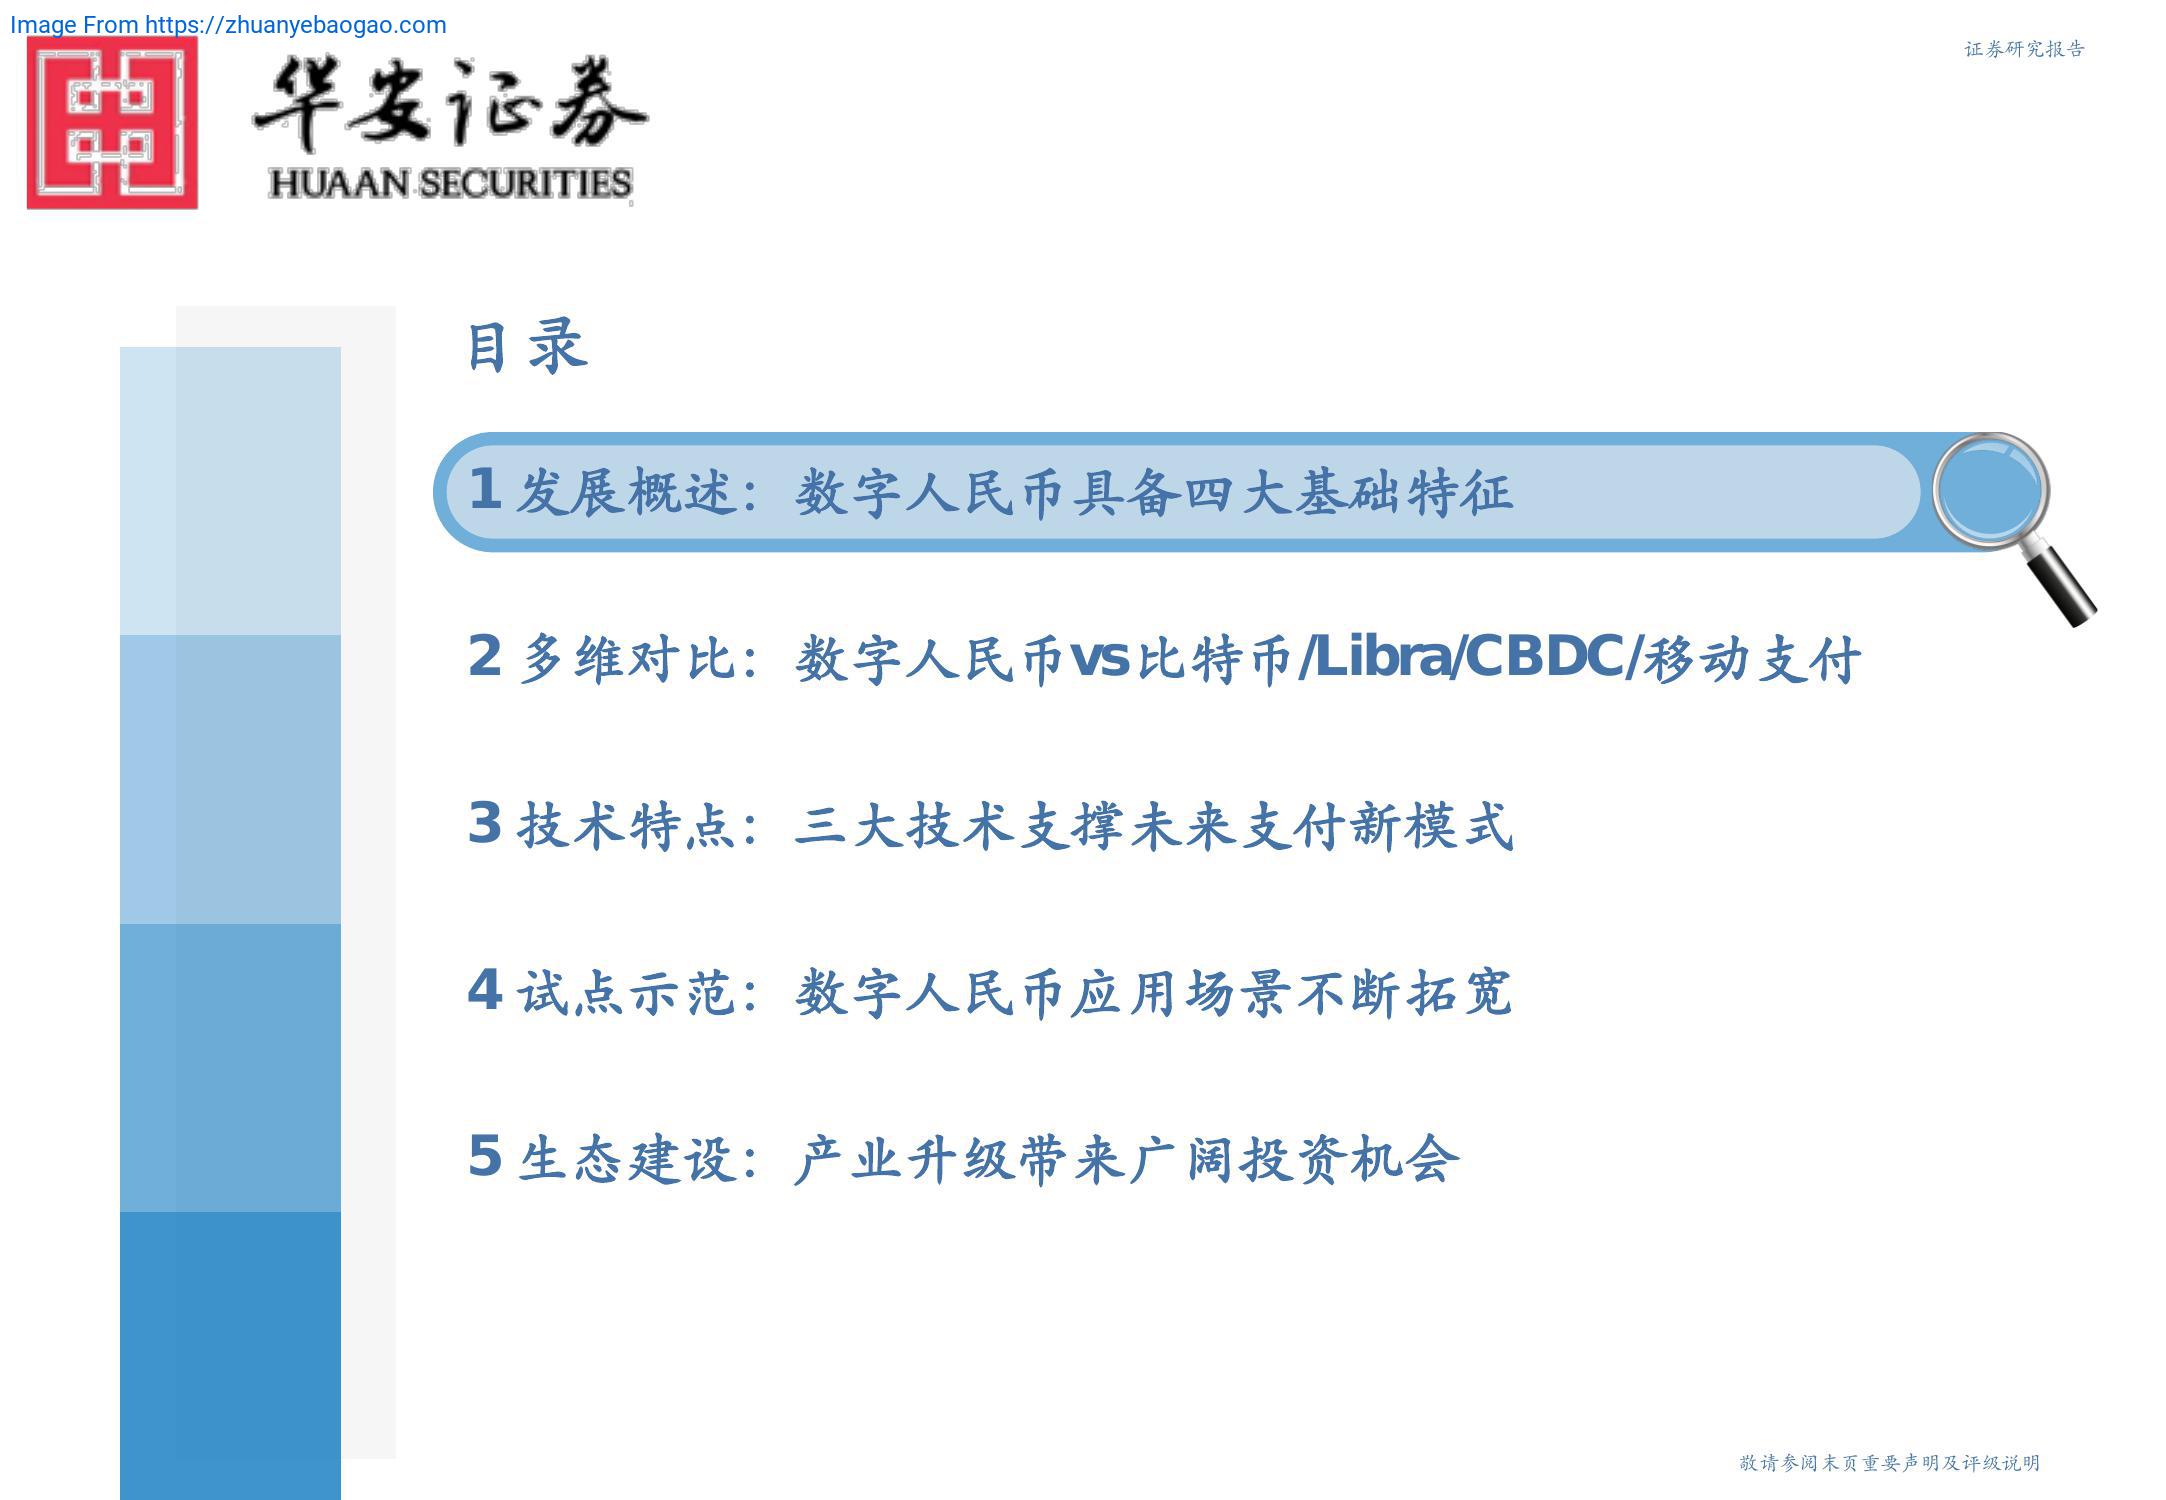 Image From https://zhuanyebaogao.com
证券研究报告
华安证券
HUAAN SECURITIES
目录
1 发展概述：数字人民币具备四大基础特征
2 多维对比：数字人民币vs比特币/Libra/CBDC/移动支付
3 技术特点：三大技术支撑未来支付新模式
4 试点示范：数字人民币应用场景不断拓宽
5 生态建设：产业升级带来广阔投资机会
敬请参阅末页重要声明及评级说明